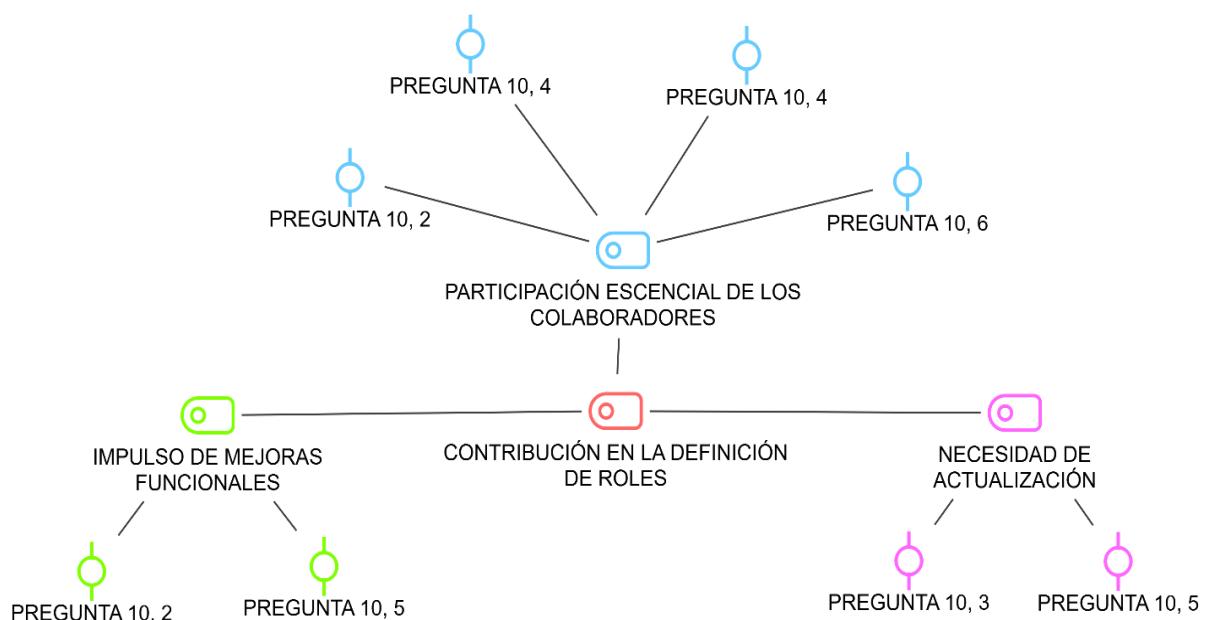 PREGUNTA 10, 4
PREGUNTA 10, 4
PREGUNTA 10, 2
PREGUNTA 10, 6
PARTICIPACIÓN ESCENCIAL DE LOS
COLABORADORES
IMPULSO DE MEJORAS
FUNCIONALES
CONTRIBUCIÓN EN LA DEFINICIÓN
DE ROLES
NECESIDAD DE
ACTUALIZACIÓN
PREGUNTA 10, 2
PREGUNTA 10, 5
PREGUNTA 10, 3
PREGUNTA 10, 5